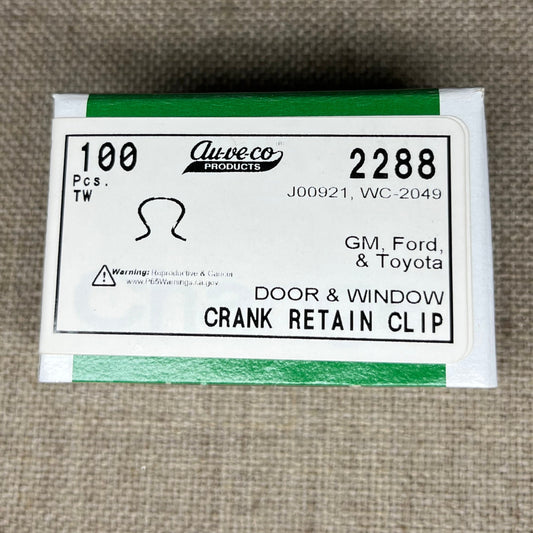 100
Pcs.
TW
au-ve-co®
PRODUCTS
2288
J00921, WC-2049
GM, Ford,
& Toyota
Warning: Reproductive & Cancer
www.P65Warnings.ca.gov
DOOR & WINDOW
CRANK RETAIN CLIP